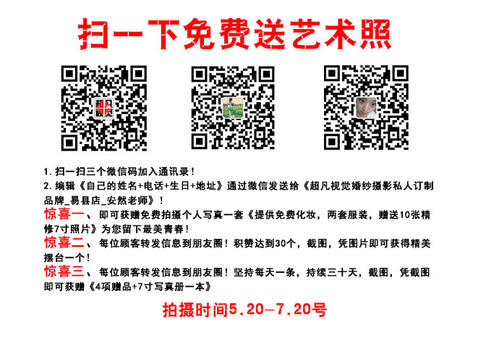 扫一下免费送艺术照
超凡视觉
1.扫一扫三个微信码加入通讯录！
2.编辑《自己的姓名+电话+生日+地址》通过微信发送给《超凡视觉婚纱摄影私人订制
品牌_易县店_安然老师》！
惊喜一、即可获赠免费拍摄个人写真一套《提供免费化妆，两套服装，赠送10张精
修7寸照片》为您留下最美青春！
惊喜二、每位顾客转发信息到朋友圈！积赞达到30个，截图，凭图片即可获得精美
摆台一个！
惊喜三、每位顾客转发信息到朋友圈！坚持每天一条，持续三十天，截图，凭截图
即可获赠《4项赠品+7寸写真册一本》
拍摄时间5.20-7.20号